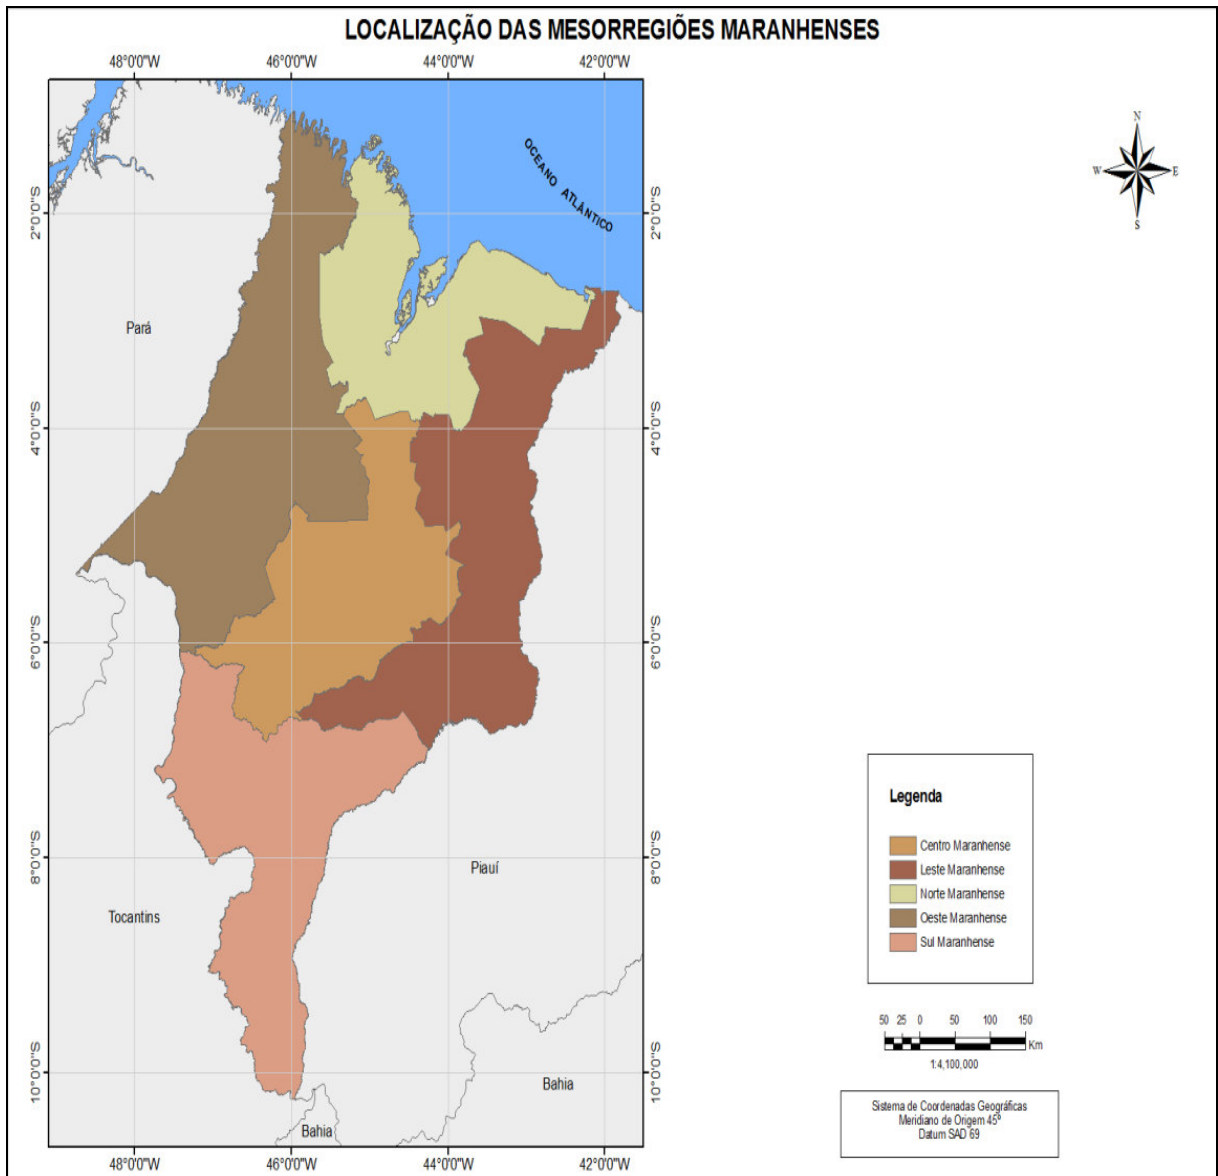 LOCALIZAÇÃO DAS MESORREGIÕES MARANHENSES
48°0'0"W 46°0'0"W 44°0'0"W 42°0'0"W
N
W E
S
OCEANO ATLÂNTICO
2°0'0"S 2°0'0"S
Pará
4°0'0"S 4°0'0"S
6°0'0"S 6°0'0"S
8°0'0"S 8°0'0"S
Piauí
Tocantins
10°0'0"S 10°0'0"S
Bahia
Bahia
48°0'0"W 46°0'0"W 44°0'0"W 42°0'0"W
Legenda
Centro Maranhense
Leste Maranhense
Norte Maranhense
Oeste Maranhense
Sul Maranhense
50 25 0 50 100 150
Km
1:4,100,000
Sistema de Coordenadas Geográficas
Meridiano de Origem 45º
Datum SAD 69